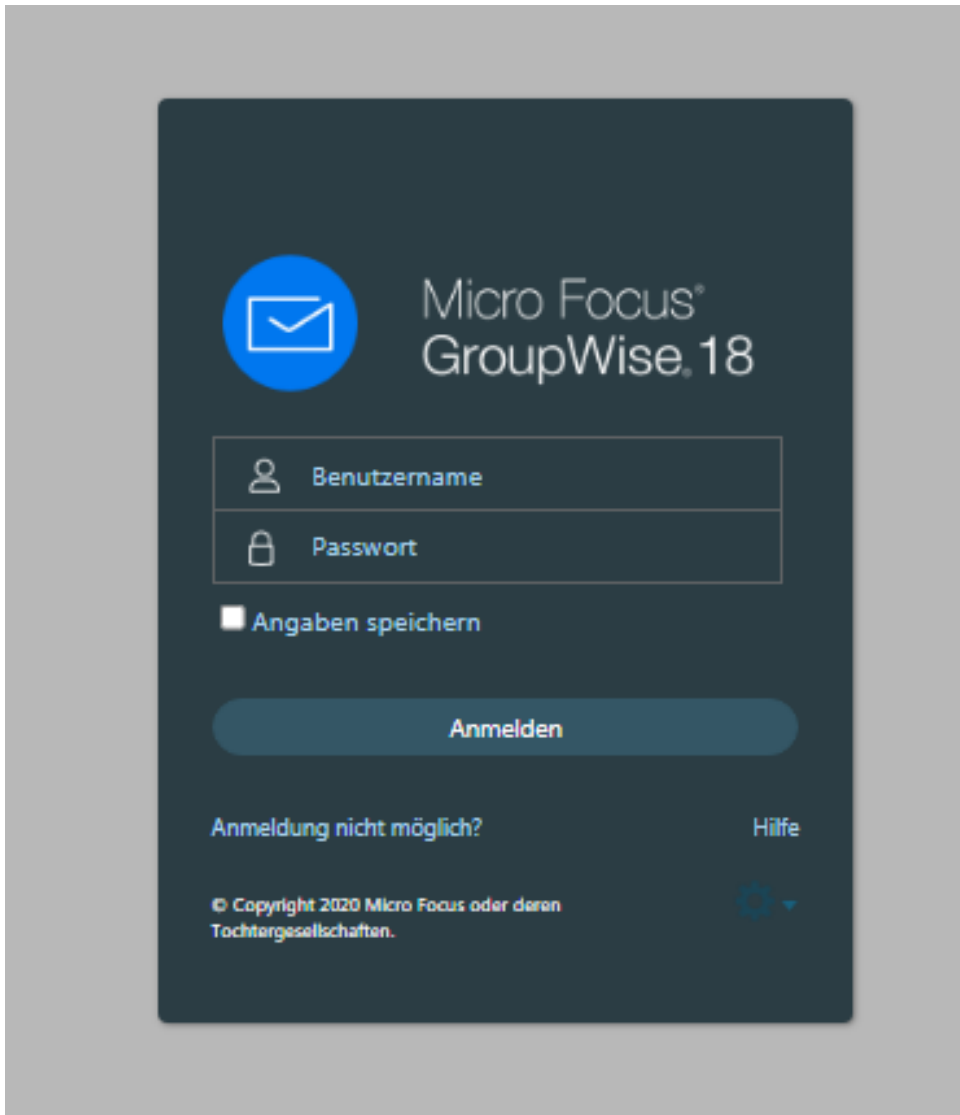 Micro Focus®
GroupWise® 18
Benutzername
Passwort
Angaben speichern
Anmelden
Anmeldung nicht möglich?
Hilfe
© Copyright 2020 Micro Focus oder deren
Tochtergesellschaften.